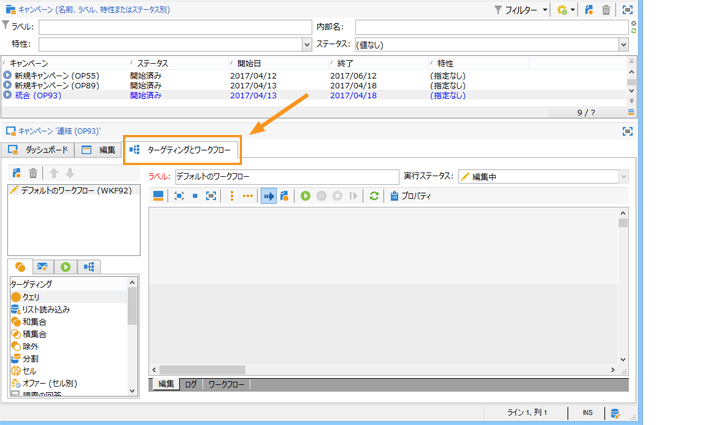 キャンペーン (名前、ラベル、特性またはステータス別) フィルター
ラベル: 内部名:
特性: ステータス: (値なし)
キャンペーン ステータス 開始日 終了 特性
新規キャンペーン (OP55) 開始済み 2017/04/12 2017/06/12 (指定なし)
新規キャンペーン (OP89) 開始済み 2017/04/13 2017/04/18 (指定なし)
統合 (OP93) 開始済み 2017/04/13 2017/04/18 (指定なし)
9 / ?
キャンペーン '連結 (OP93)'
ダッシュボード 編集 ターゲティングとワークフロー
ラベル: デフォルトのワークフロー 実行ステータス: 編集中
デフォルトのワークフロー (WKF92)
プロパティ
ターゲティング
クエリ
リスト読み込み
和集合
積集合
除外
分割
セル
オファー (セル別)
調査の回答
編集 ログ ワークフロー
ライン 1, 列 1 INS